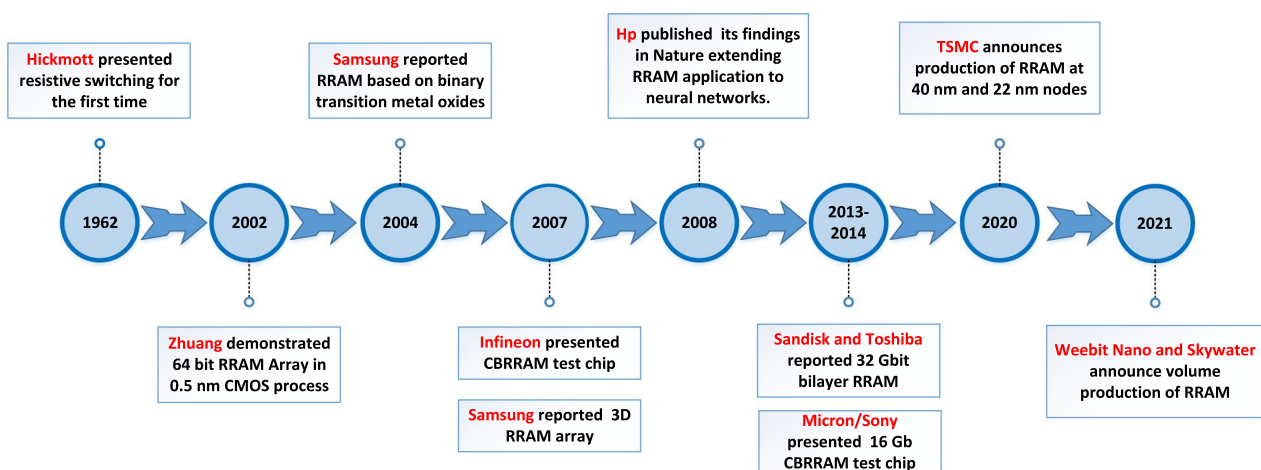 Hickmott presented
resistive switching for
the first time
Samsung reported
RRAM based on binary
transition metal oxides
Hp published its findings
in Nature extending
RRAM application to
neural networks.
TSMC announces
production of RRAM at
40 nm and 22 nm nodes
1962
2002
2004
2007
2008
2013-
2014
2020
2021
Zhuang demonstrated
64 bit RRAM Array in
0.5 nm CMOS process
Infineon presented
CBRRAM test chip
Samsung reported 3D
RRAM array
Sandisk and Toshiba
reported 32 Gbit
bilayer RRAM
Micron/Sony
presented 16 Gb
CBRRAM test chip
Weebit Nano and Skywater
announce volume
production of RRAM